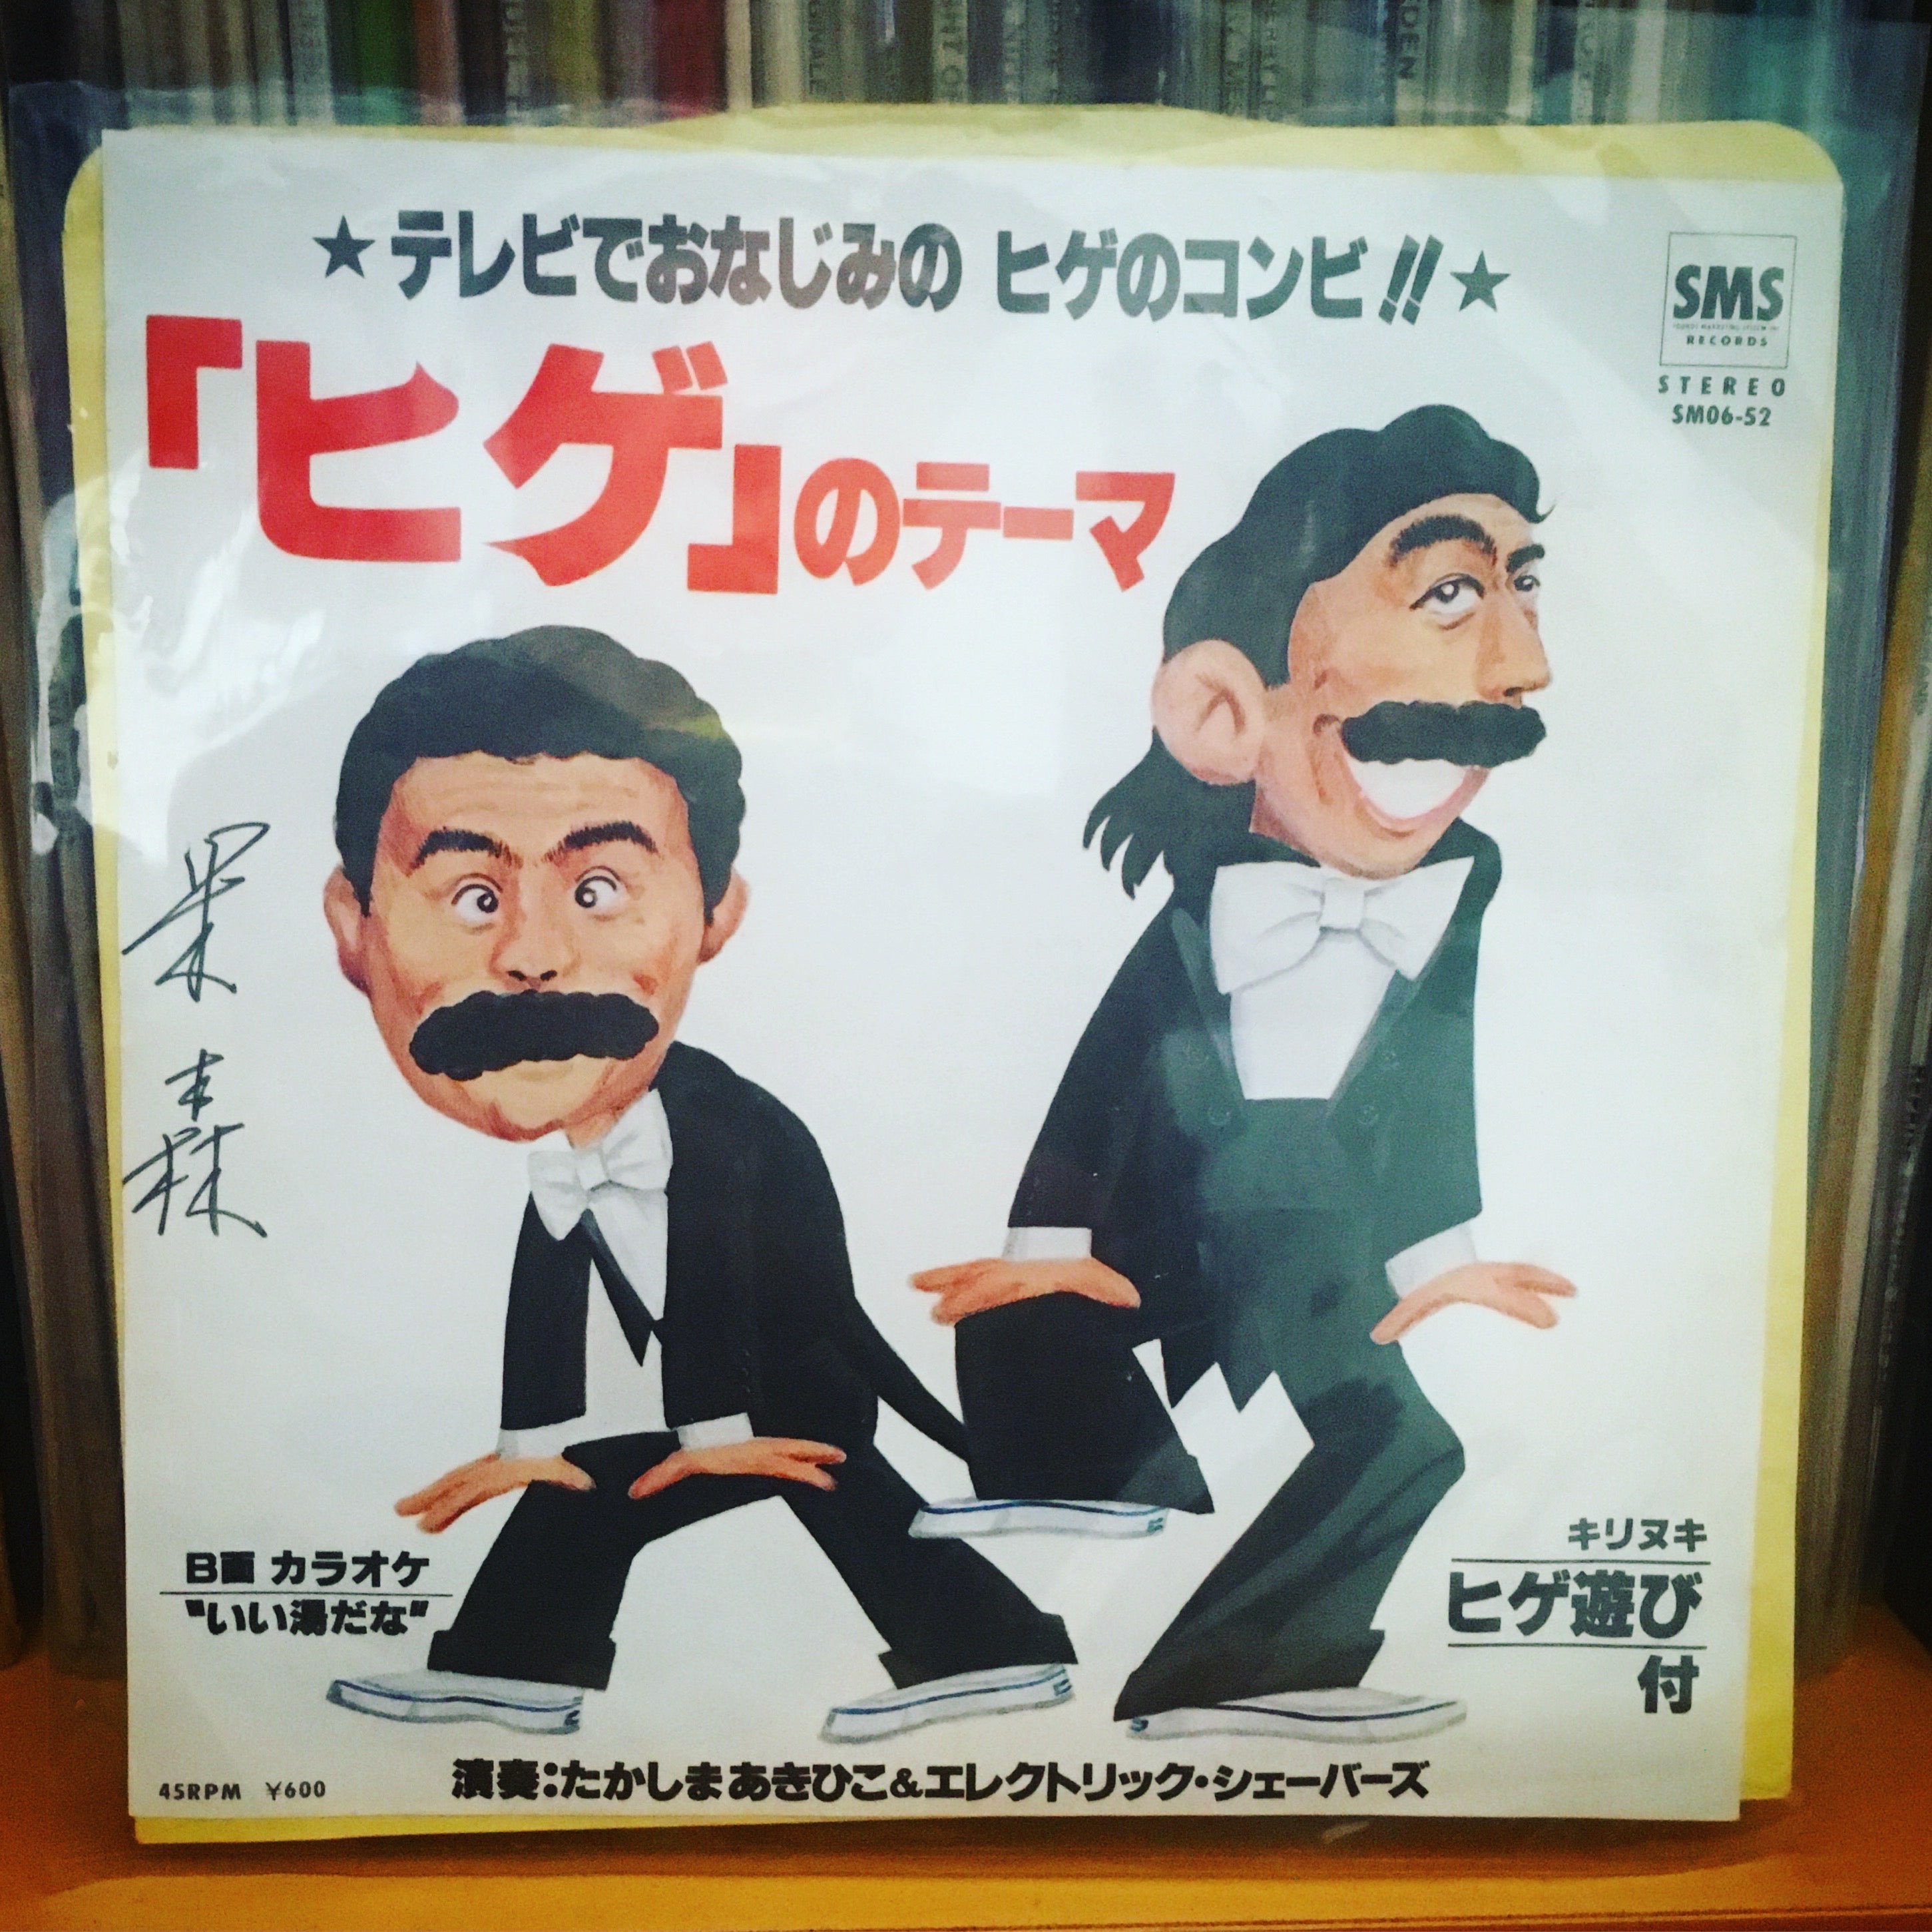 ★テレビでおなじみの ヒゲのコンビ!!★
SMS
RECORDS
STEREO
SM06-52
「ヒゲ」のテーマ
B面 カラオケ
"いい湯だな"
キリヌキ
ヒゲ遊び
付
45RPM ¥600
演奏:たかしまあきひこ&エレクトリック・シェーバーズ